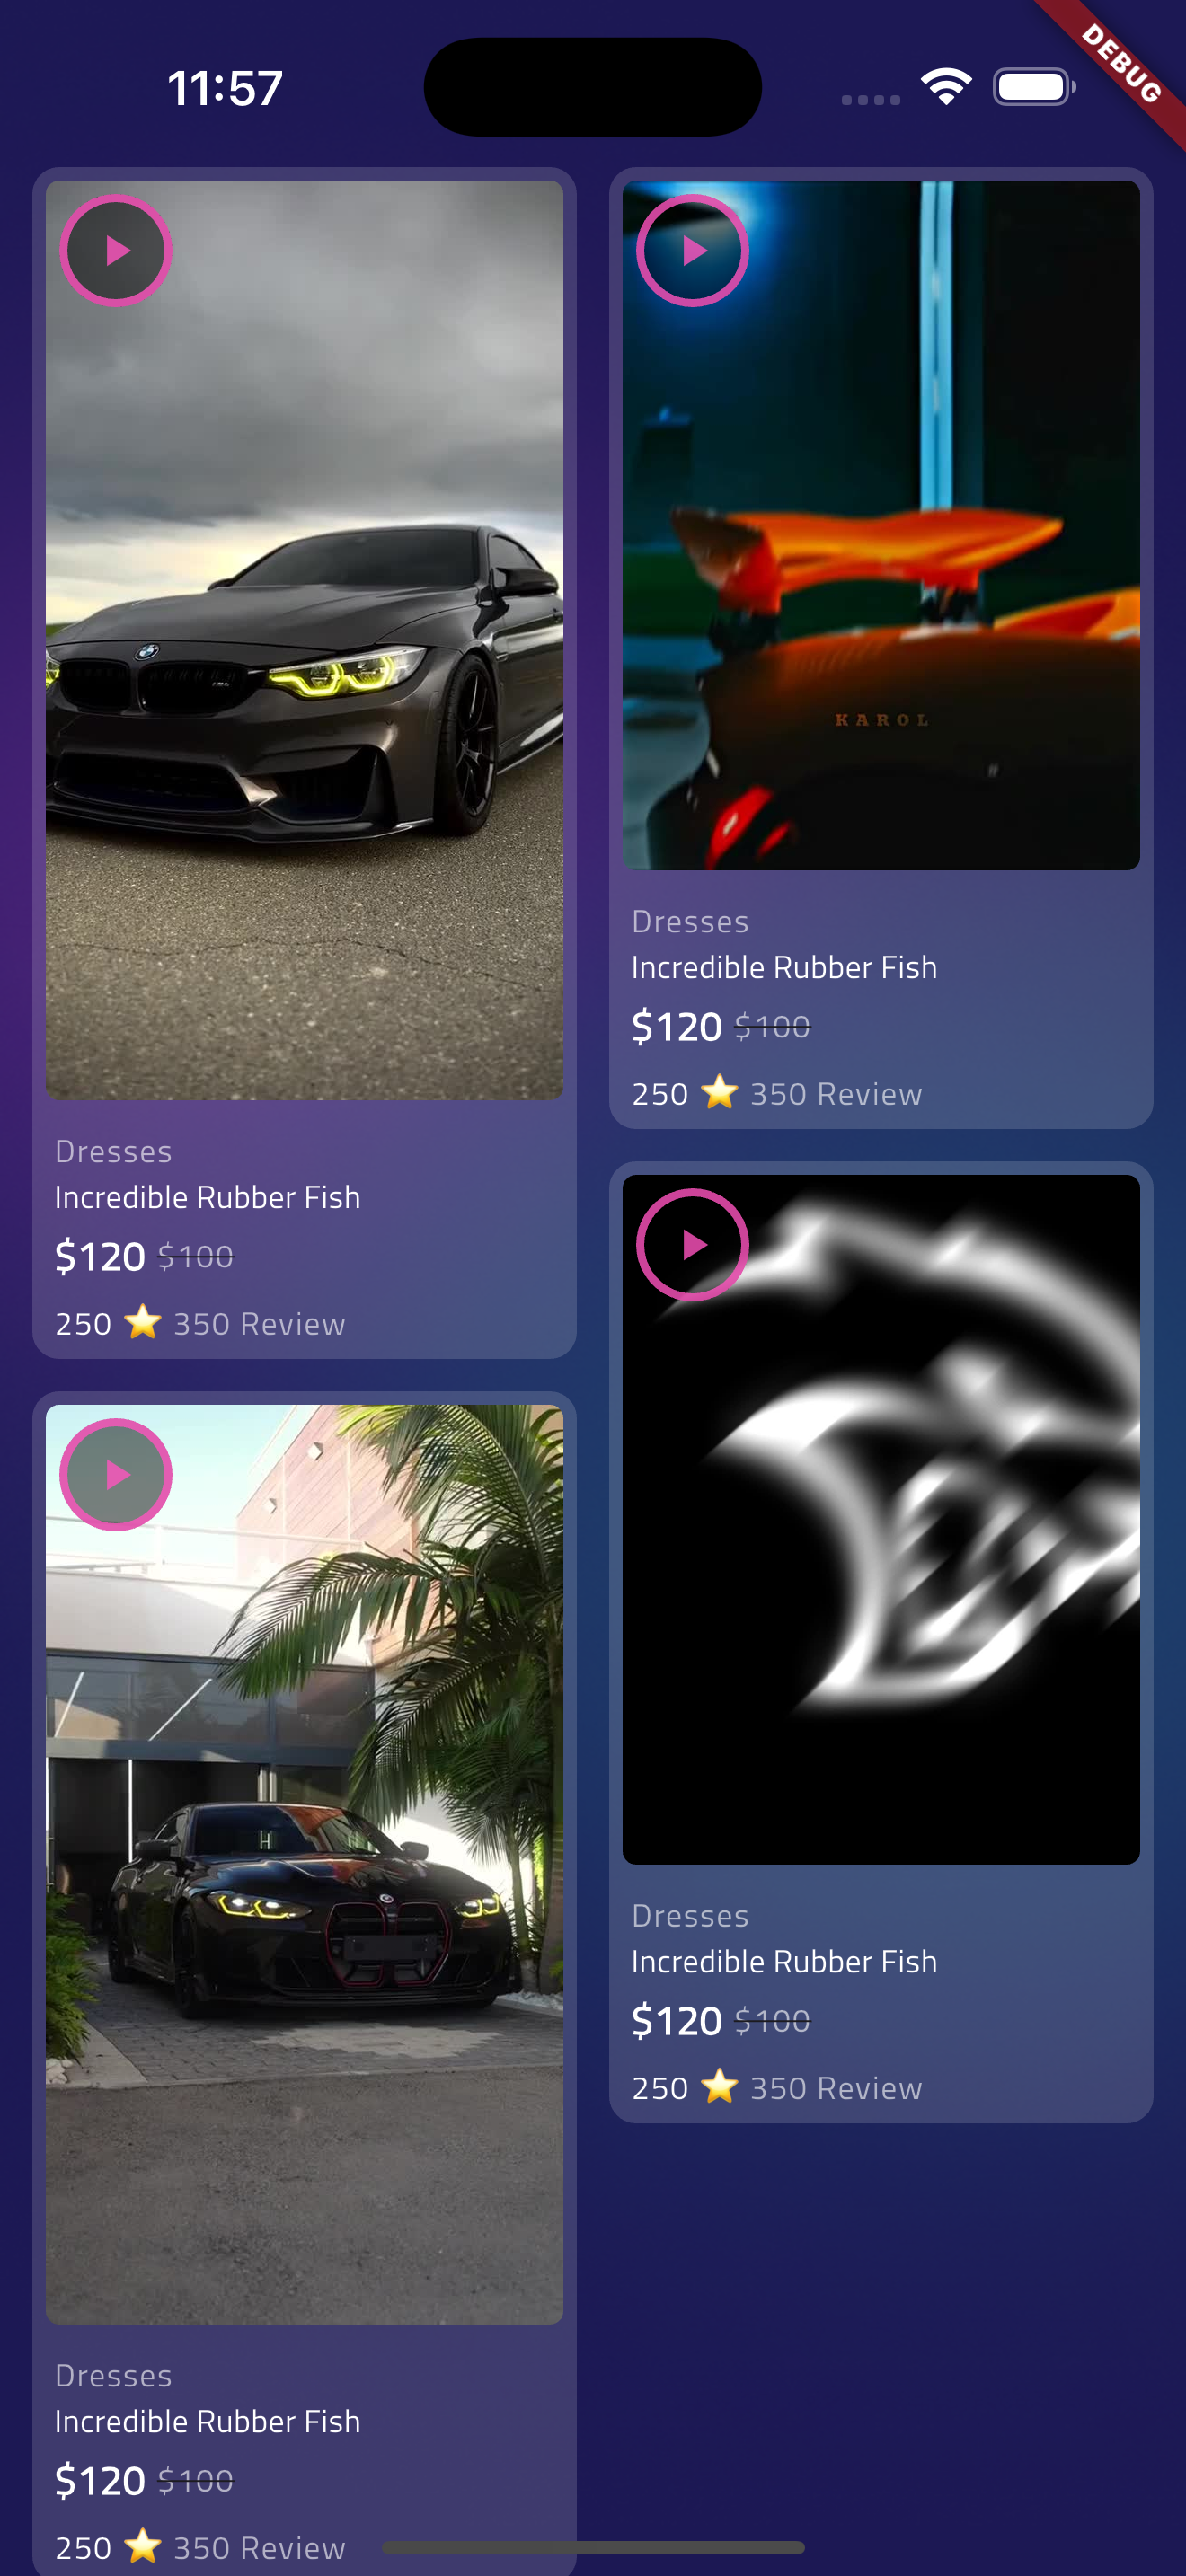 11:57
DEBUG
Dresses
Incredible Rubber Fish
$120 $100
250 ⭐ 350 Review
KAROL
Dresses
Incredible Rubber Fish
$120 $100
250 ⭐ 350 Review
Dresses
Incredible Rubber Fish
$120 $100
250 ⭐ 350 Review
Dresses
Incredible Rubber Fish
$120 $100
250 ⭐ 350 Review